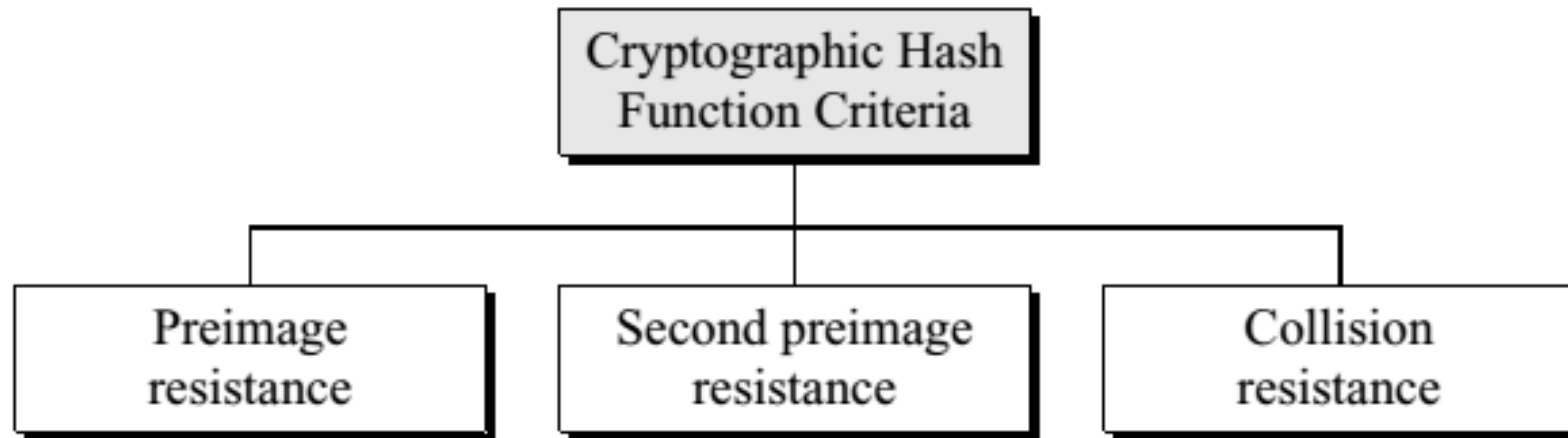 Cryptographic Hash
Function Criteria
Preimage
resistance
Second preimage
resistance
Collision
resistance